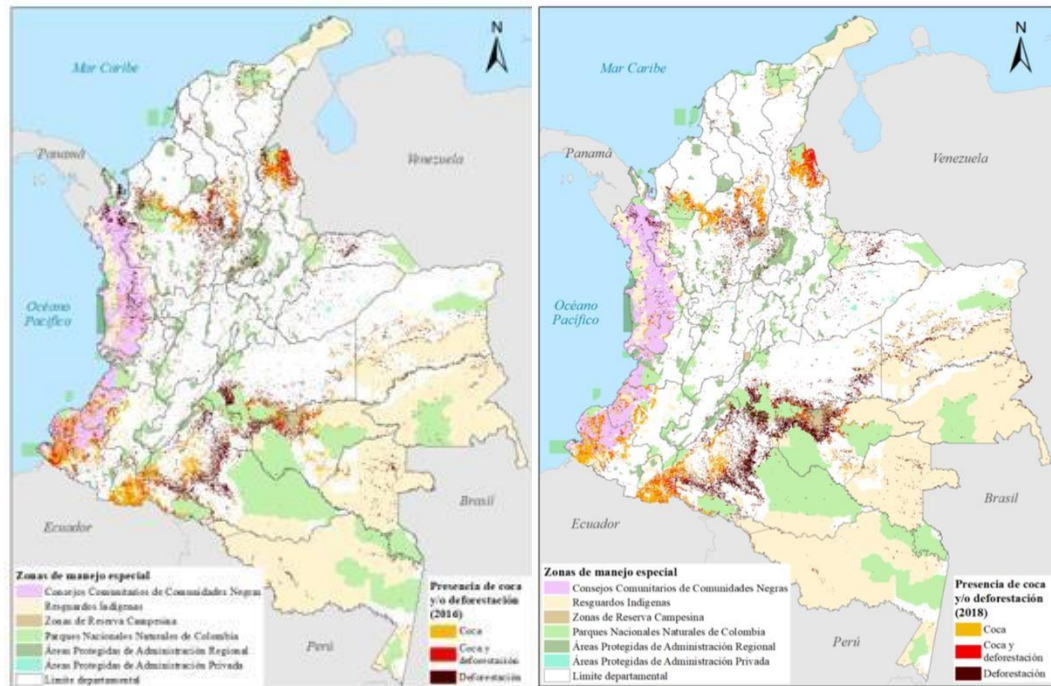 N
Mar Caribe
Panamá
Venezuela
Océano
Pacífico
Ecuador
Brasil
Perú
Zonas de manejo especial
Consejos Comunitarios de Comunidades Negras
Resguardos Indígenas
Zonas de Reserva Campesina
Parques Nacionales Naturales de Colombia
Áreas Protegidas de Administración Regional
Áreas Protegidas de Administración Privada
Límite departamental
Presencia de coca
y/o deforestación
(2016)
Coca
Coca y
deforestación
Deforestación
N
Mar Caribe
Panamá
Venezuela
Océano
Pacífico
Ecuador
Brasil
Perú
Zonas de manejo especial
Consejos Comunitarios de Comunidades Negras
Resguardos Indígenas
Zonas de Reserva Campesina
Parques Nacionales Naturales de Colombia
Áreas Protegidas de Administración Regional
Áreas Protegidas de Administración Privada
Límite departamental
Presencia de coca
y/o deforestación
(2018)
Coca
Coca y
deforestación
Deforestación